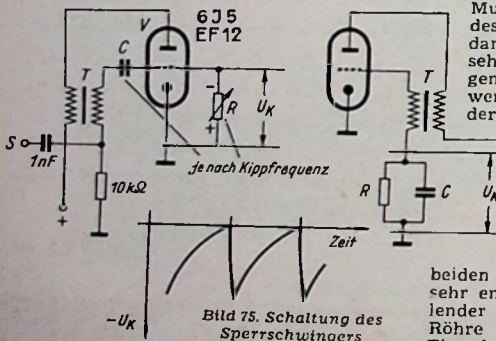 V
6J5
EF12
C
T
R
U_K
S
1nF
10kΩ
je nach Kippfrequenz
T
R
C
U_K
Zeit
-U_K
Bild 75. Schaltung des
Sperrschwingers
Mu
des
dar
seh
gen
wer
der
beiden
sehr en
lender
Röhre